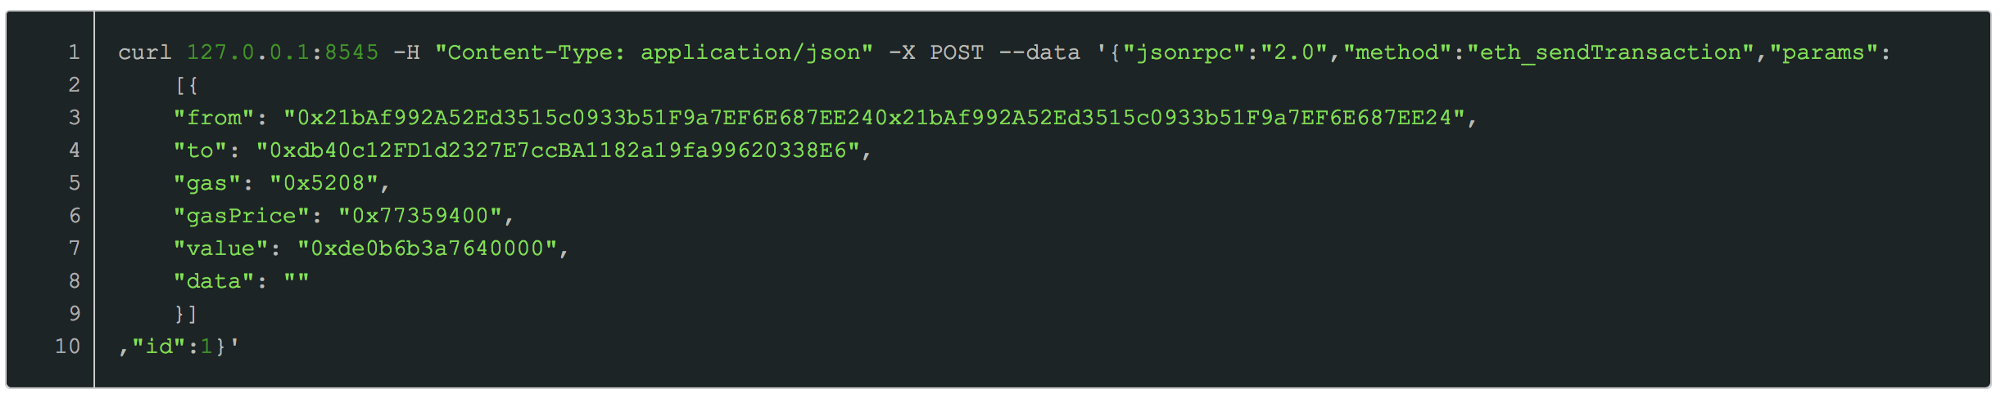 1 curl 127.0.0.1:8545 -H "Content-Type: application/json" -X POST --data '{"jsonrpc":"2.0","method":"eth_sendTransaction","params":
2 [{
3 "from": "0x21bAf992A52Ed3515c0933b51F9a7EF6E687EE240x21bAf992A52Ed3515c0933b51F9a7EF6E687EE24",
4 "to": "0xdb40c12FD1d2327E7ccBA1182a19fa99620338E6",
5 "gas": "0x5208",
6 "gasPrice": "0x77359400",
7 "value": "0xde0b6b3a7640000",
8 "data": ""
9 }]
10 ,"id":1}'